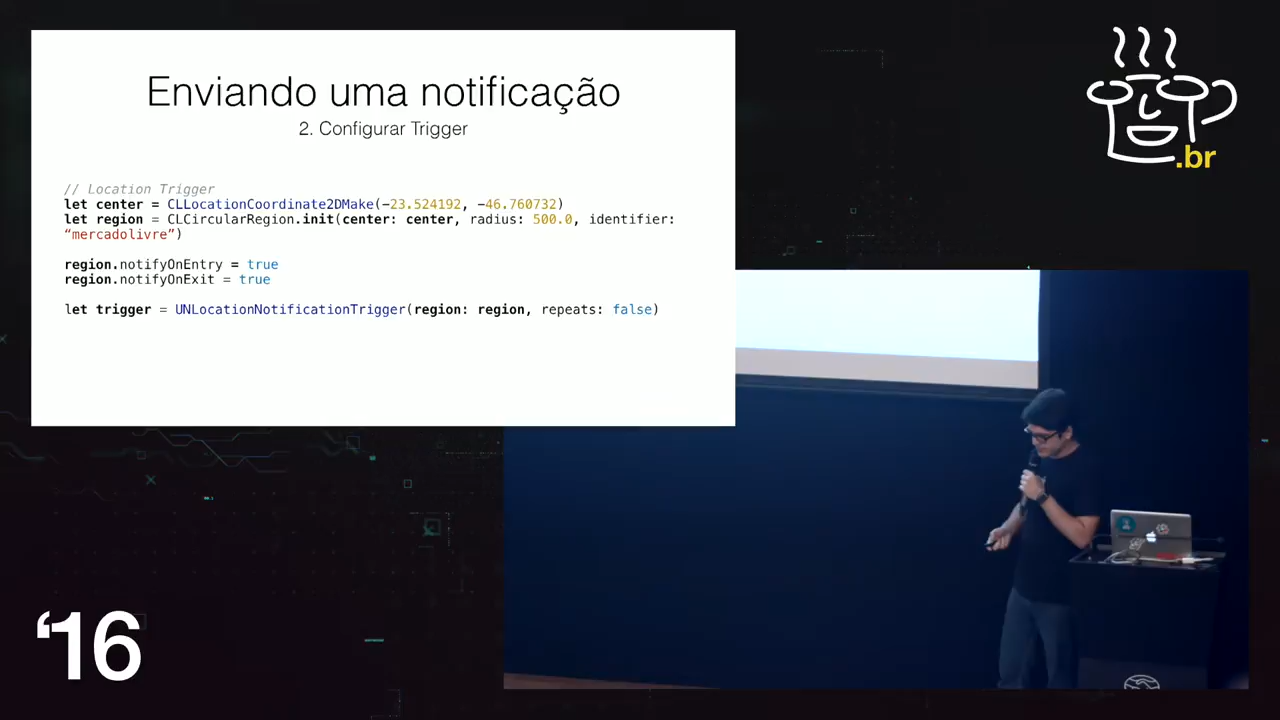 Enviando uma notificação
2. Configurar Trigger
// Location Trigger
let center = CLLocationCoordinate2DMake(-23.524192, -46.760732)
let region = CLCircularRegion.init(center: center, radius: 500.0, identifier:
“mercadolivre”)
region.notifyOnEntry = true
region.notifyOnExit = true
let trigger = UNLocationNotificationTrigger(region: region, repeats: false)
.br
‘16